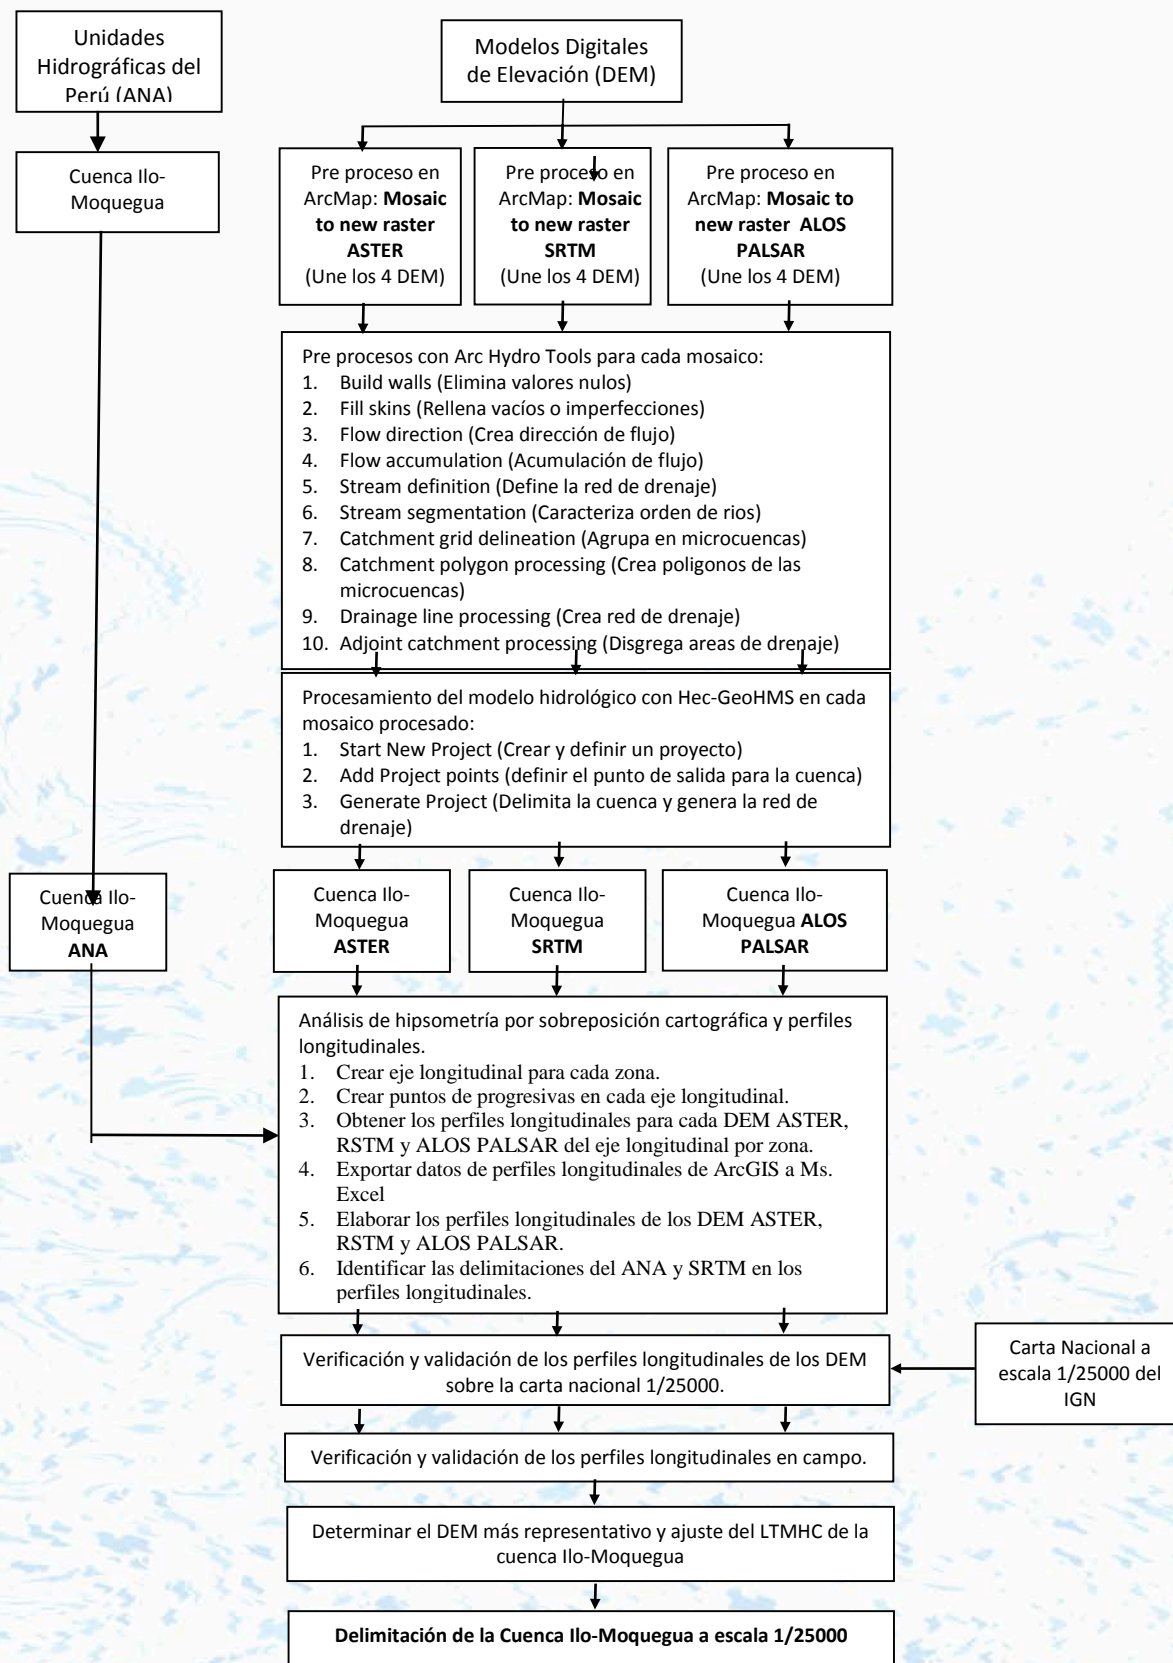 Unidades
Hidrográficas del
Perú (ANA)
Modelos Digitales
de Elevación (DEM)
Cuenca Ilo-
Moquegua
Pre proceso en
ArcMap: Mosaic
to new raster
ASTER
(Une los 4 DEM)
Pre proceso en
ArcMap: Mosaic
to new raster
SRTM
(Une los 4 DEM)
Pre proceso en
ArcMap: Mosaic to
new raster ALOS
PALSAR
(Une los 4 DEM)
Pre procesos con Arc Hydro Tools para cada mosaico:
1. Build walls (Elimina valores nulos)
2. Fill skins (Rellena vacíos o imperfecciones)
3. Flow direction (Crea dirección de flujo)
4. Flow accumulation (Acumulación de flujo)
5. Stream definition (Define la red de drenaje)
6. Stream segmentation (Caracteriza orden de rios)
7. Catchment grid delineation (Agrupa en microcuencas)
8. Catchment polygon processing (Crea poligonos de las
microcuencas)
9. Drainage line processing (Crea red de drenaje)
10. Adjoint catchment processing (Disgrega areas de drenaje)
Procesamiento del modelo hidrológico con Hec-GeoHMS en cada
mosaico procesado:
1. Start New Project (Crear y definir un proyecto)
2. Add Project points (definir el punto de salida para la cuenca)
3. Generate Project (Delimita la cuenca y genera la red de
drenaje)
Cuenca Ilo-
Moquegua
ANA
Cuenca Ilo-
Moquegua
ASTER
Cuenca Ilo-
Moquegua
SRTM
Cuenca Ilo-
Moquegua ALOS
PALSAR
Análisis de hipsometría por sobreposición cartográfica y perfiles
longitudinales.
1. Crear eje longitudinal para cada zona.
2. Crear puntos de progresivas en cada eje longitudinal.
3. Obtener los perfiles longitudinales para cada DEM ASTER,
RSTM y ALOS PALSAR del eje longitudinal por zona.
4. Exportar datos de perfiles longitudinales de ArcGIS a Ms.
Excel
5. Elaborar los perfiles longitudinales de los DEM ASTER,
RSTM y ALOS PALSAR.
6. Identificar las delimitaciones del ANA y SRTM en los
perfiles longitudinales.
Verificación y validación de los perfiles longitudinales de los DEM
sobre la carta nacional 1/25000.
Carta Nacional a
escala 1/25000 del
IGN
Verificación y validación de los perfiles longitudinales en campo.
Determinar el DEM más representativo y ajuste del LTMHC de la
cuenca Ilo-Moquegua
Delimitación de la Cuenca Ilo-Moquegua a escala 1/25000